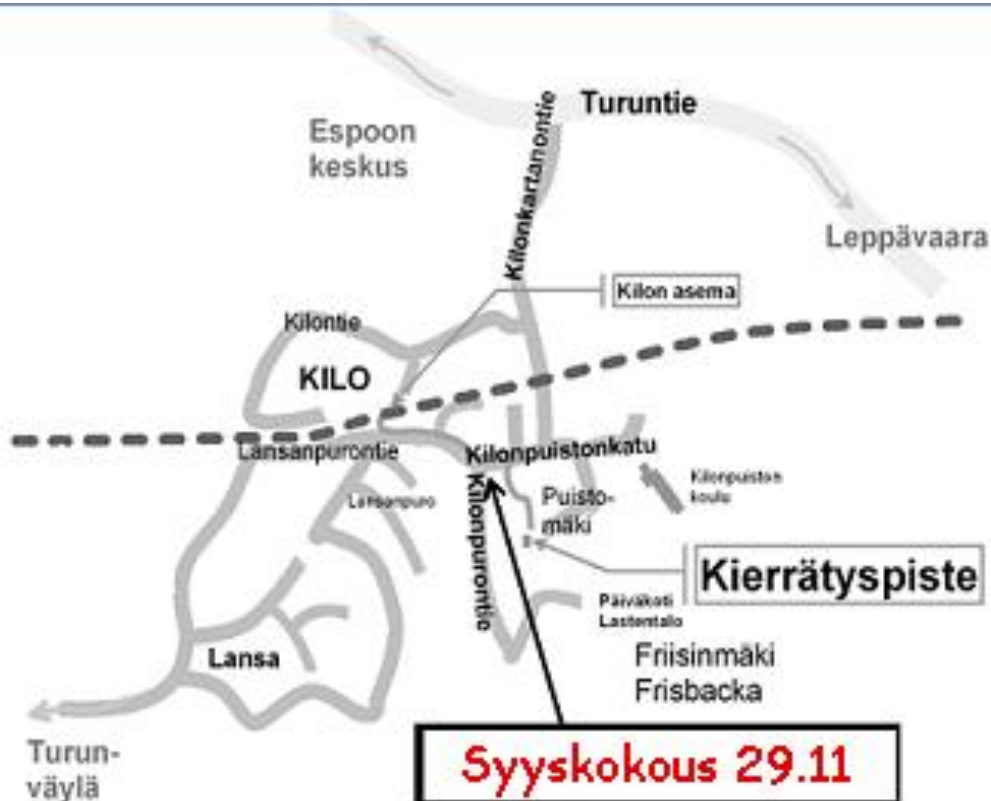 Turuntie
Espoon
keskus
Kilonkartanontie
Leppävaara
Kilon asema
Kilontie
KILO
Lansanpurontie
Kilonpuistonkatu
Lansanpuro
Kilonpurontie
Puisto-
mäki
Kilonpuiston
koulu
Kierrätyspiste
Päiväkoti
Lastentalo
Lansa
Friisinmäki
Frisbacka
Turun-
väylä
Syyskokous 29.11